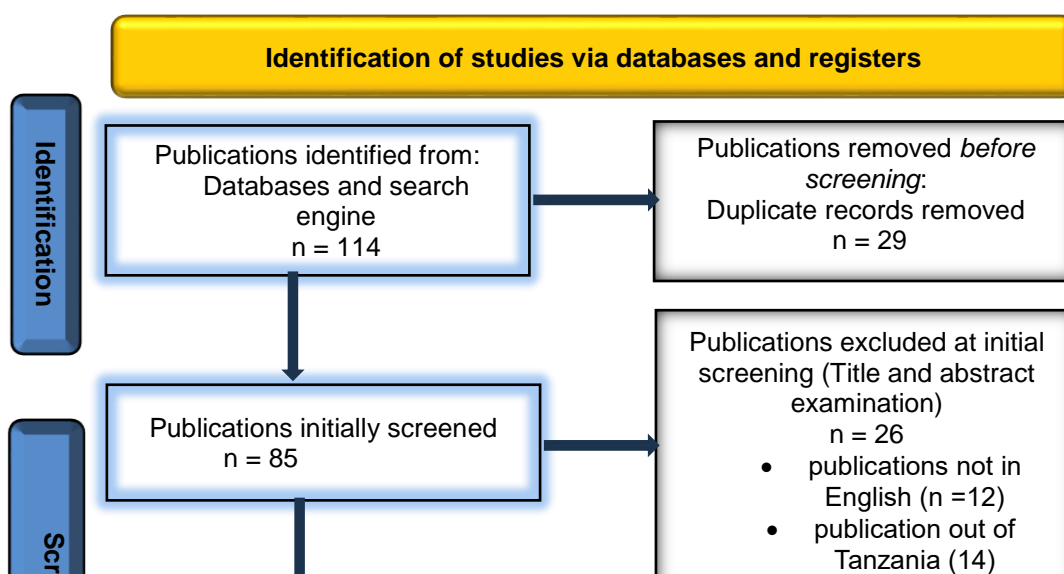 Identification of studies via databases and registers
Identification
Publications identified from:
Databases and search
engine
n = 114
Publications removed before
screening:
Duplicate records removed
n = 29
Publications initially screened
n = 85
Publications excluded at initial
screening (Title and abstract
examination)
n = 26
• publications not in
English (n =12)
• publication out of
Tanzania (14)
Scr